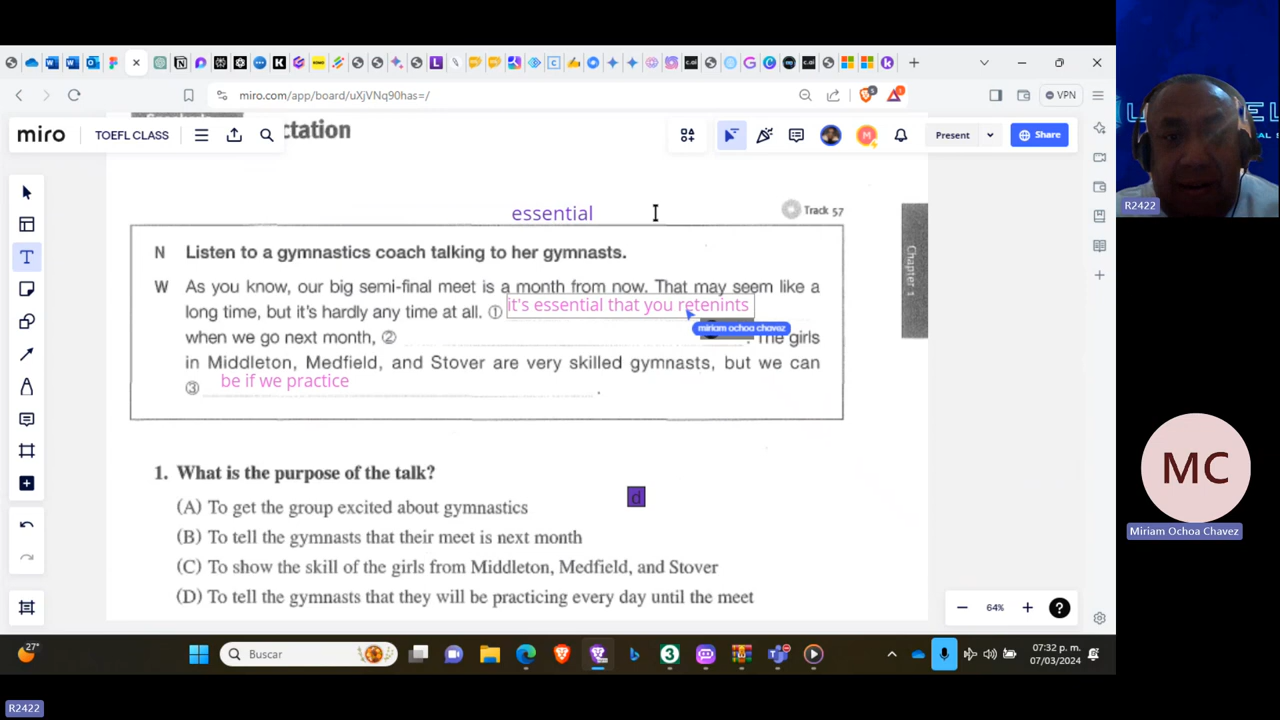 miro.com/app/board/uXjVNq90has=/
VPN
miro
TOEFL CLASS
Present
Share
ctation
essential
Track 57
N Listen to a gymnastics coach talking to her gymnasts.
W As you know, our big semi-final meet is a month from now. That may seem like a
long time, but it's hardly any time at all. ① it's essential that you retenints
miriam ochoa chavez
when we go next month, ② . The girls
in Middleton, Medfield, and Stover are very skilled gymnasts, but we can
③ be if we practice .
Chapter 1
1. What is the purpose of the talk?
d
(A) To get the group excited about gymnastics
(B) To tell the gymnasts that their meet is next month
(C) To show the skill of the girls from Middleton, Medfield, and Stover
(D) To tell the gymnasts that they will be practicing every day until the meet
64%
R2422
MC
Miriam Ochoa Chavez
27°
Buscar
07:32 p. m.
07/03/2024
R2422